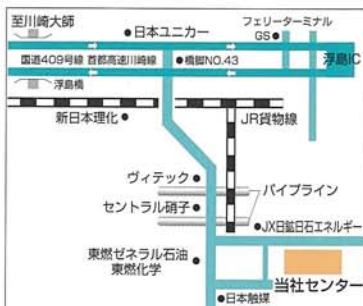 至川崎大師
日本ユニカー
フェリーターミナル
GS
国道409号線 首都高速川崎線
橋脚NO.43
浮島IC
浮島橋
新日本理化
JR貨物線
ヴィテック
パイプライン
セントラル硝子
JX日鉱日石エネルギー
東燃ゼネラル石油
東燃化学
当社センター
日本触媒